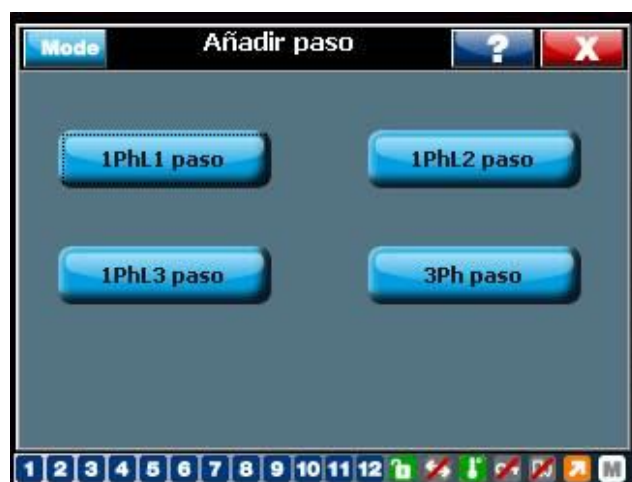 Mode Añadir paso ? X
1PhL1 paso 1PhL2 paso
1PhL3 paso 3Ph paso
1 2 3 4 5 6 7 8 9 10 11 12 M